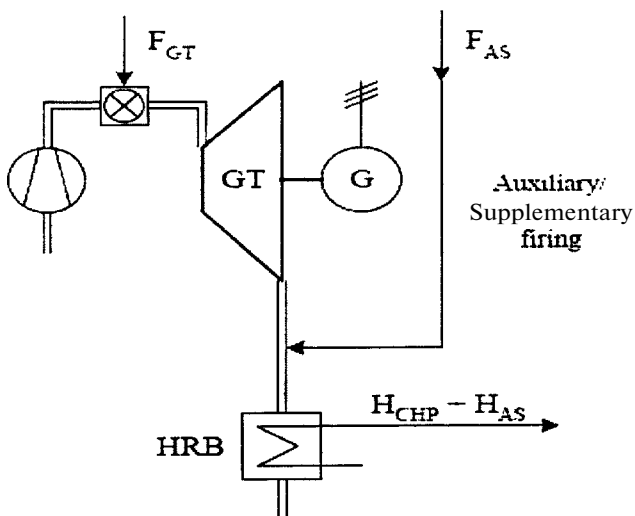 F_GT
F_AS
GT
G
Auxiliary/
Supplementary
firing
H_CHP – H_AS
HRB